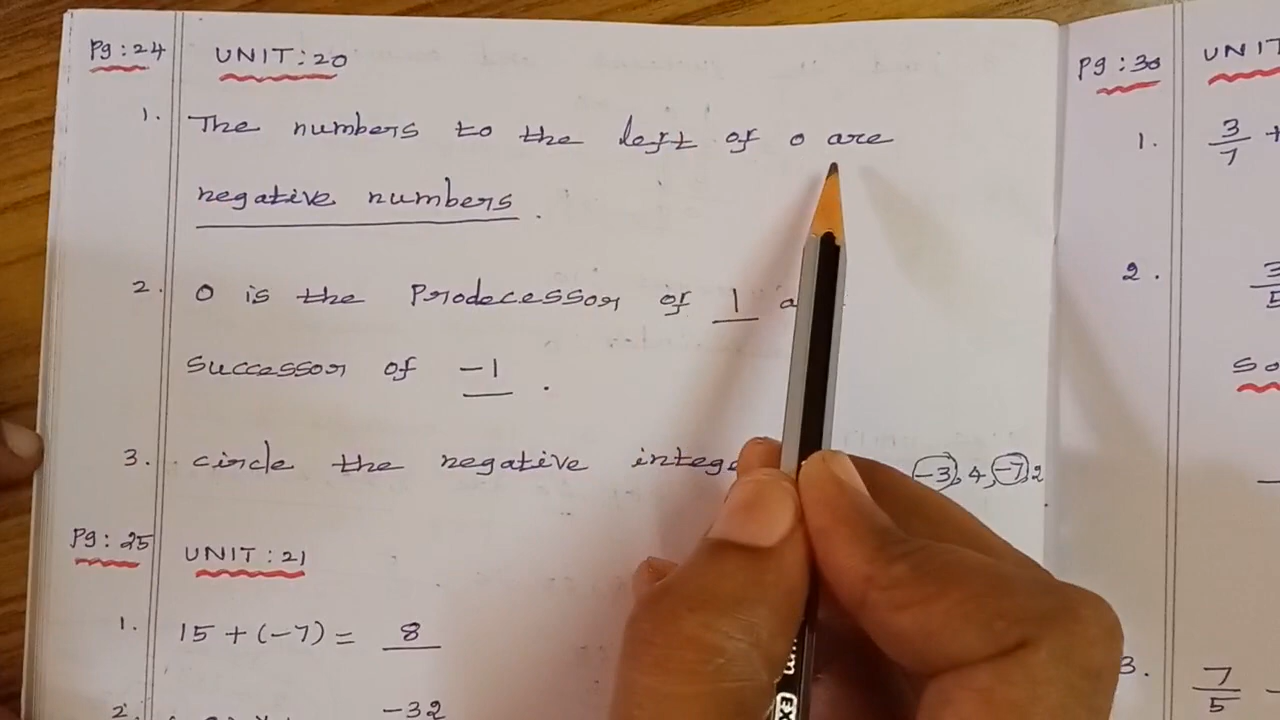 Pg:24 UNIT:20
1. The numbers to the left of 0 are
negative numbers.
2. 0 is the Prodecessor of 1
successor of -1.
3. circle the negative -3, 4, -7, 2
Pg:25 UNIT:21
1. 15+(-7) = 8
2. -32
Pg:30
1. 3/7 +
2. 3/5
3. 7/5 -